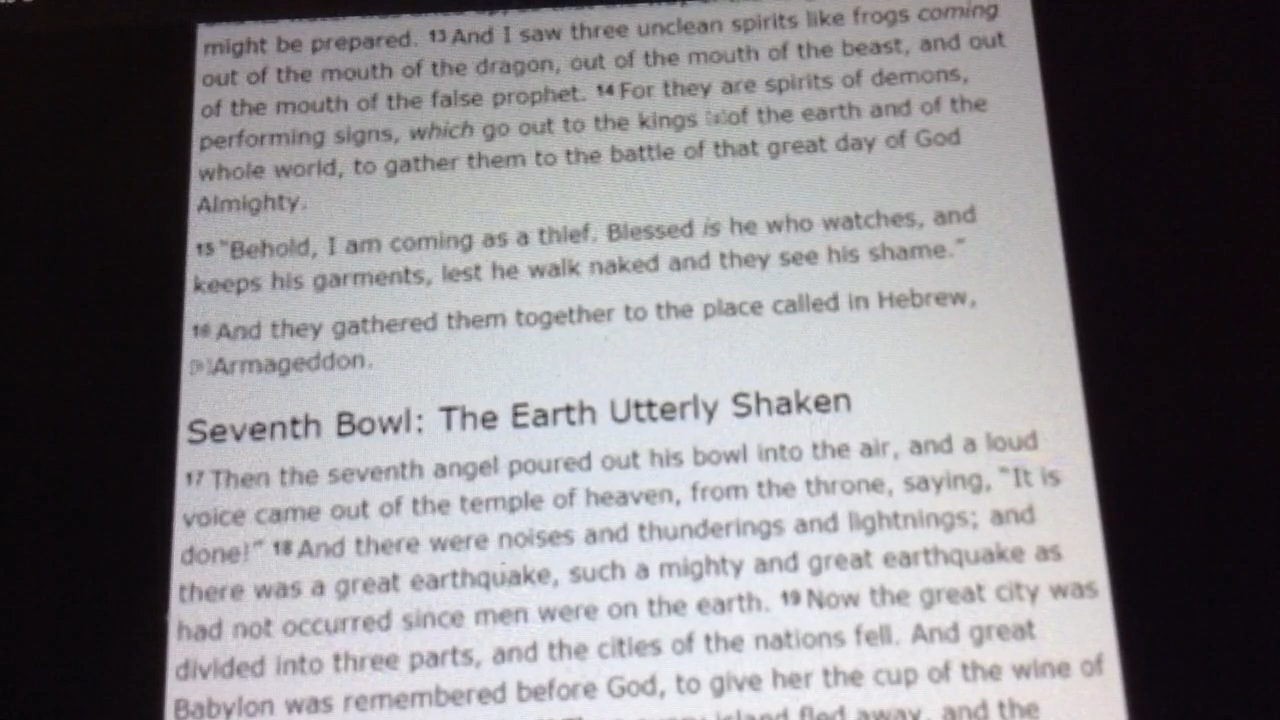 might be prepared. 13 And I saw three unclean spirits like frogs coming
out of the mouth of the dragon, out of the mouth of the beast, and out
of the mouth of the false prophet. 14 For they are spirits of demons,
performing signs, which go out to the kings of the earth and of the
whole world, to gather them to the battle of that great day of God
Almighty.
15 "Behold, I am coming as a thief. Blessed is he who watches, and
keeps his garments, lest he walk naked and they see his shame."
16 And they gathered them together to the place called in Hebrew,
Armageddon.
Seventh Bowl: The Earth Utterly Shaken
17 Then the seventh angel poured out his bowl into the air, and a loud
voice came out of the temple of heaven, from the throne, saying, "It is
done!" 18 And there were noises and thunderings and lightnings; and
there was a great earthquake, such a mighty and great earthquake as
had not occurred since men were on the earth. 19 Now the great city was
divided into three parts, and the cities of the nations fell. And great
Babylon was remembered before God, to give her the cup of the wine of
island fled away, and the